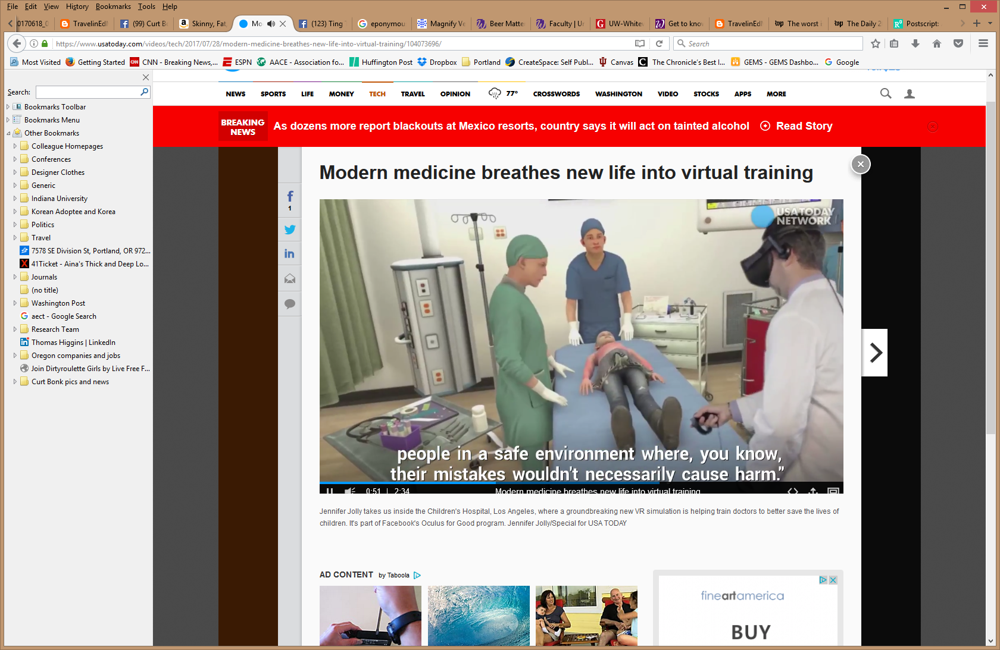 File Edit View History Bookmarks Tools Help
0170618_0 TravelinEdM (99) Curt Bo Skinny, Fat, Mo (123) Ting eponymou Magnify Ve Beer Matte Faculty | Un UW-Whitew Get to know TravelinEdM The worst i The Daily 2 Postscript:
https://www.usatoday.com/videos/tech/2017/07/28/modern-medicine-breathes-new-life-into-virtual-training/104073696/ Search
Most Visited Getting Started CNN - Breaking News,... ESPN AACE - Association fo... Huffington Post Dropbox Portland CreateSpace: Self Publ... Canvas The Chronicle's Best l... GEMS - GEMS Dashbo... Google
Search:
Bookmarks Toolbar
Bookmarks Menu
Other Bookmarks
Colleague Homepages
Conferences
Designer Clothes
Generic
Indiana University
Korean Adoptee and Korea
Politics
Travel
7578 SE Division St, Portland, OR 972...
41Ticket - Aina's Thick and Deep Lo...
Journals
(no title)
Washington Post
aect - Google Search
Research Team
Thomas Higgins | LinkedIn
Oregon companies and jobs
Join Dirtyroulette Girls by Live Free F...
Curt Bonk pics and news
NEWS SPORTS LIFE MONEY TECH TRAVEL OPINION 77° CROSSWORDS WASHINGTON VIDEO STOCKS APPS MORE
BREAKING NEWS
As dozens more report blackouts at Mexico resorts, country says it will act on tainted alcohol Read Story
Modern medicine breathes new life into virtual training
1
USA TODAY
NETWORK
people in a safe environment where, you know,
their mistakes wouldn't necessarily cause harm."
0:51 | 2:34 Modern medicine breathes new life into virtual training
Jennifer Jolly takes us inside the Children's Hospital, Los Angeles, where a groundbreaking new VR simulation is helping train doctors to better save the lives of
children. It's part of Facebook's Oculus for Good program. Jennifer Jolly/Special for USA TODAY
AD CONTENT by Taboola
fineartamerica
BUY